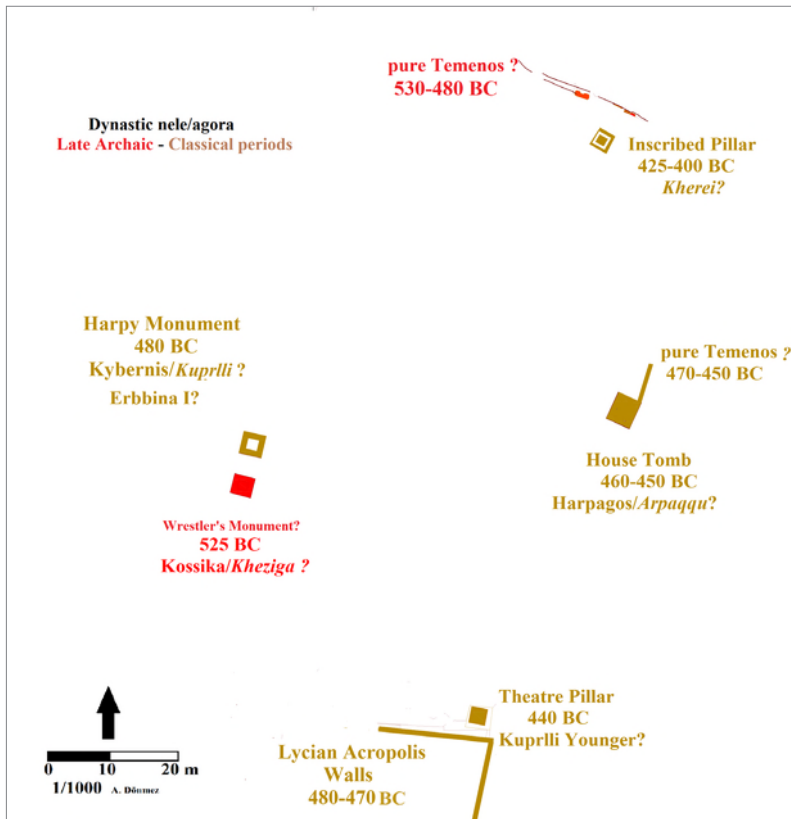 pure Temenos ?
530-480 BC
Dynastic nele/agora
Late Archaic - Classical periods
Inscribed Pillar
425-400 BC
Kherei?
Harpy Monument
480 BC
Kybernis/Kuprlli ?
Erbbina I?
pure Temenos ?
470-450 BC
House Tomb
460-450 BC
Harpagos/Arpaqqu?
Wrestler's Monument?
525 BC
Kossika/Kheziga ?
Theatre Pillar
440 BC
Kuprlli Younger?
Lycian Acropolis
Walls
480-470 BC
0 10 20 m
1/1000 A. Dönmez